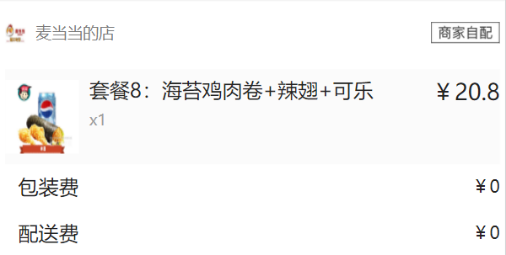 麦当当的店
商家自配
套餐8：海苔鸡肉卷+辣翅+可乐
￥20.8
x1
包装费
￥0
配送费
￥0